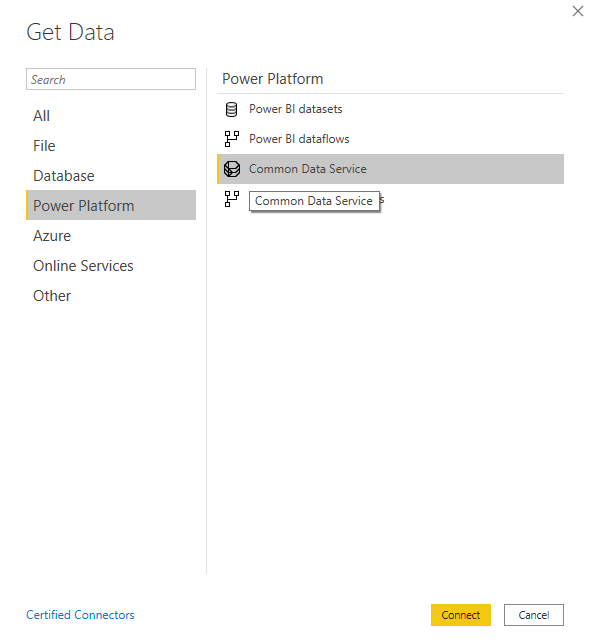 Get Data
Search
All
File
Database
Power Platform
Azure
Online Services
Other
Power Platform
Power BI datasets
Power BI dataflows
Common Data Service
Common Data Service
Certified Connectors
Connect
Cancel